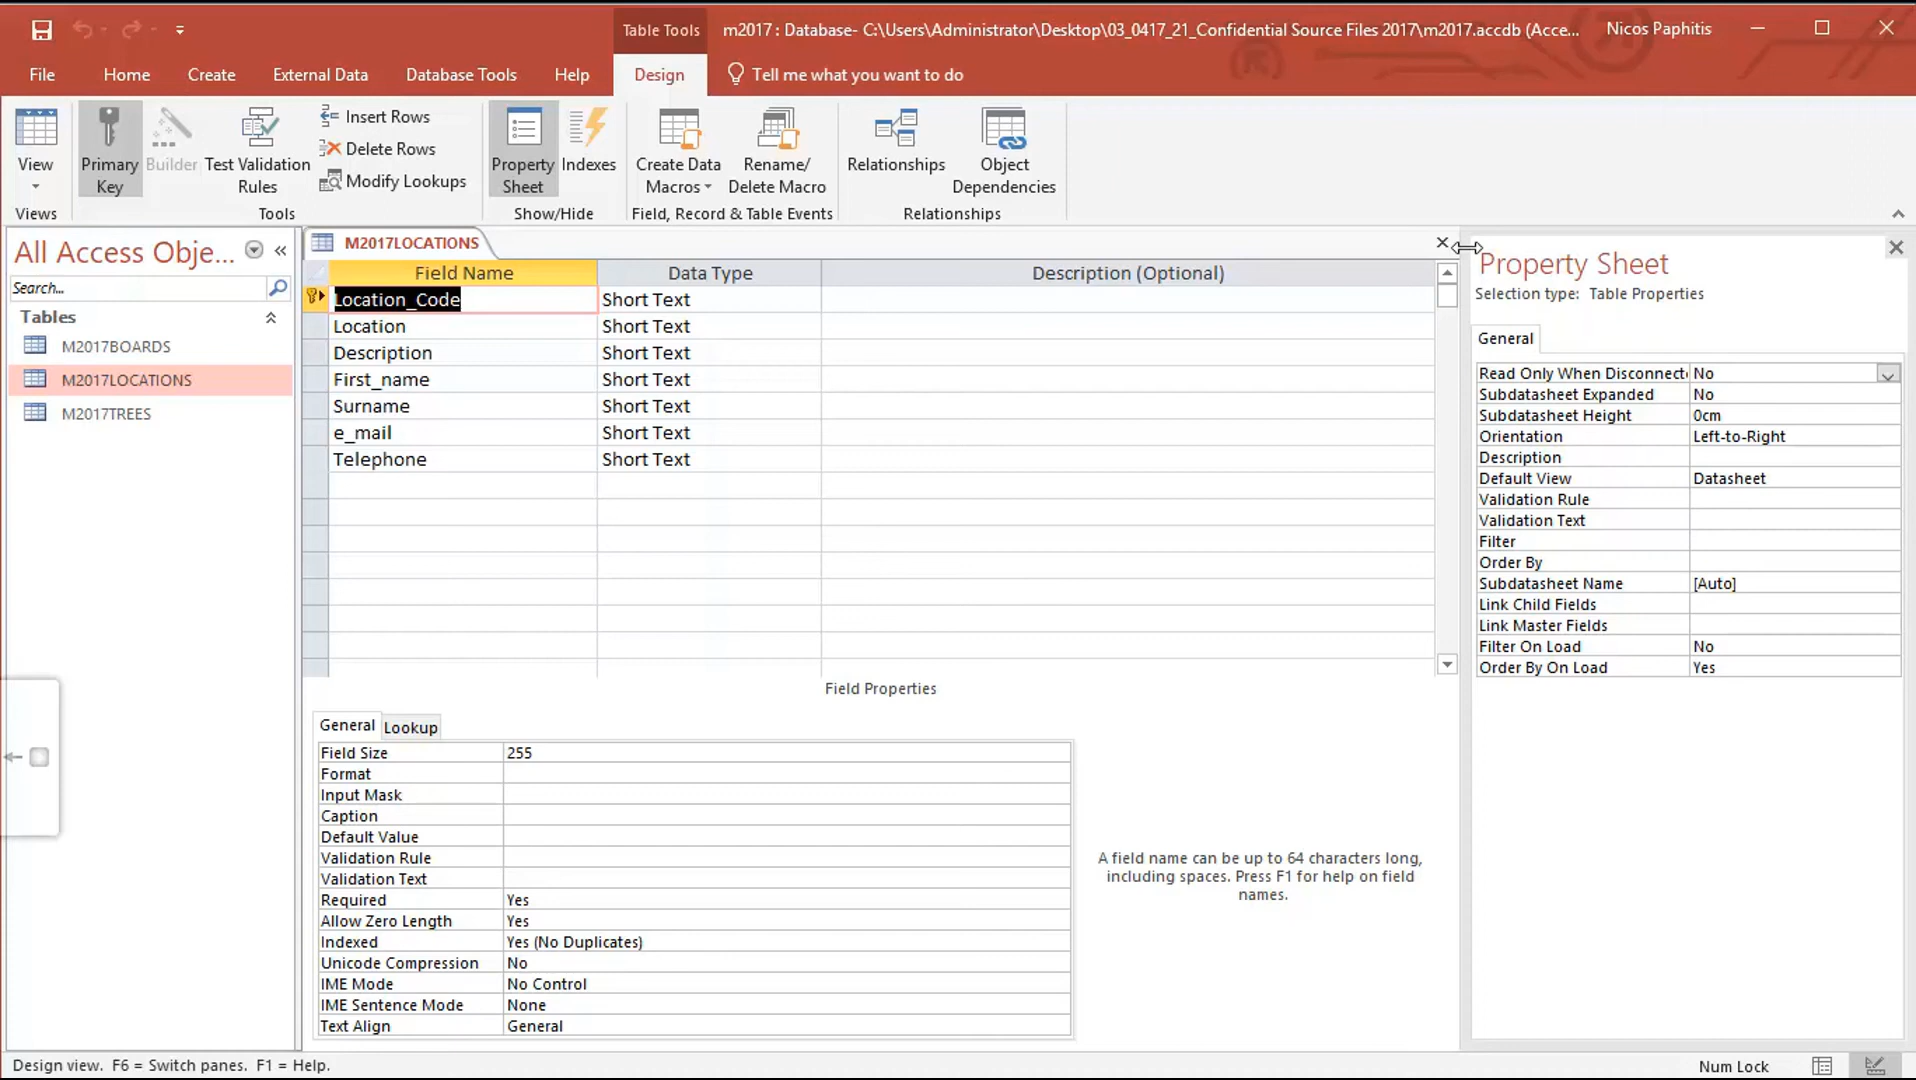 Table Tools
m2017 : Database- C:\Users\Administrator\Desktop\03_0417_21_Confidential Source Files 2017\m2017.accdb (Acce...
Nicos Paphitis
File Home Create External Data Database Tools Help Design Tell me what you want to do
View
Primary Key
Builder
Test Validation Rules
Insert Rows
Delete Rows
Modify Lookups
Property Sheet
Indexes
Create Data Macros
Rename/ Delete Macro
Relationships
Object Dependencies
Views Tools Show/Hide Field, Record & Table Events Relationships
All Access Obje...
Search...
Tables
M2017BOARDS
M2017LOCATIONS
M2017TREES
M2017LOCATIONS
Field Name Data Type Description (Optional)
Location_Code Short Text
Location Short Text
Description Short Text
First_name Short Text
Surname Short Text
e_mail Short Text
Telephone Short Text
Field Properties
General Lookup
Field Size 255
Format
Input Mask
Caption
Default Value
Validation Rule
Validation Text
Required Yes
Allow Zero Length Yes
Indexed Yes (No Duplicates)
Unicode Compression No
IME Mode No Control
IME Sentence Mode None
Text Align General
A field name can be up to 64 characters long,
including spaces. Press F1 for help on field
names.
Property Sheet
Selection type: Table Properties
General
Read Only When Disconnect No
Subdatasheet Expanded No
Subdatasheet Height 0cm
Orientation Left-to-Right
Description
Default View Datasheet
Validation Rule
Validation Text
Filter
Order By
Subdatasheet Name [Auto]
Link Child Fields
Link Master Fields
Filter On Load No
Order By On Load Yes
Design view. F6 = Switch panes. F1 = Help.
Num Lock